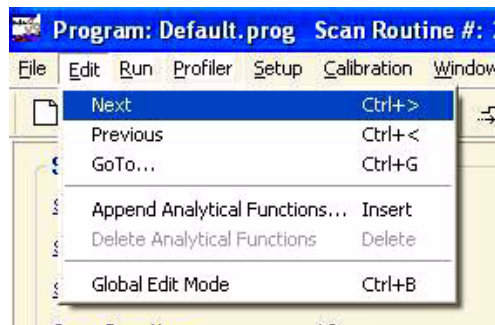 Program: Default.prog Scan Routine #:
File Edit Run Profiler Setup Calibration Window
Next Ctrl+>
Previous Ctrl+<
GoTo... Ctrl+G
Append Analytical Functions... Insert
Delete Analytical Functions Delete
Global Edit Mode Ctrl+B